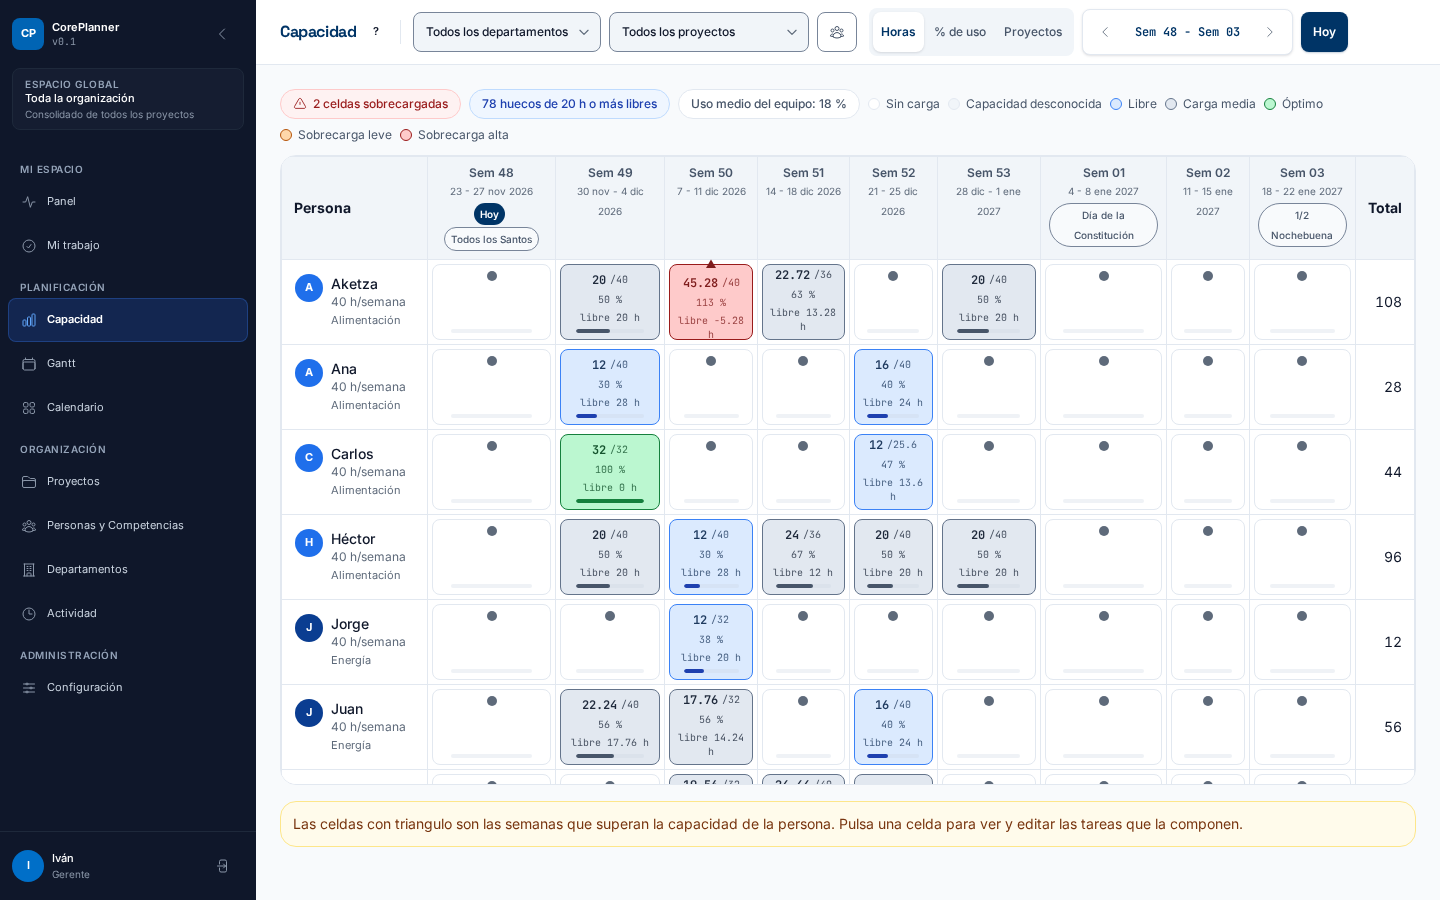 CP
CorePlanner
v0.1
ESPACIO GLOBAL
Toda la organización
Consolidado de todos los proyectos
MI ESPACIO
Panel
Mi trabajo
PLANIFICACIÓN
Capacidad
Gantt
Calendario
ORGANIZACIÓN
Proyectos
Personas y Competencias
Departamentos
Actividad
ADMINISTRACIÓN
Configuración
I
Iván
Gerente
Capacidad ? Todos los departamentos Todos los proyectos Horas % de uso Proyectos Sem 48 - Sem 03 Hoy
2 celdas sobrecargadas 78 huecos de 20 h o más libres Uso medio del equipo: 18 % Sin carga Capacidad desconocida Libre Carga media Óptimo
Sobrecarga leve Sobrecarga alta
Persona
Sem 48
23 - 27 nov 2026
Hoy
Todos los Santos
Sem 49
30 nov - 4 dic
2026
Sem 50
7 - 11 dic 2026
Sem 51
14 - 18 dic 2026
Sem 52
21 - 25 dic
2026
Sem 53
28 dic - 1 ene
2027
Sem 01
4 - 8 ene 2027
Día de la
Constitución
Sem 02
11 - 15 ene
2027
Sem 03
18 - 22 ene 2027
1/2
Nochebuena
Total
A
Aketza
40 h/semana
Alimentación
20 /40
50 %
libre 20 h
45.28 /40
113 %
libre -5.28
h
22.72 /36
63 %
libre 13.28
h
20 /40
50 %
libre 20 h
108
A
Ana
40 h/semana
Alimentación
12 /40
30 %
libre 28 h
16 /40
40 %
libre 24 h
28
C
Carlos
40 h/semana
Alimentación
32 /32
100 %
libre 0 h
12 /25.6
47 %
libre 13.6
h
44
H
Héctor
40 h/semana
Alimentación
20 /40
50 %
libre 20 h
12 /40
30 %
libre 28 h
24 /36
67 %
libre 12 h
20 /40
50 %
libre 20 h
20 /40
50 %
libre 20 h
96
J
Jorge
40 h/semana
Energía
12 /32
38 %
libre 20 h
12
J
Juan
40 h/semana
Energía
22.24 /40
56 %
libre 17.76 h
17.76 /32
56 %
libre 14.24
h
16 /40
40 %
libre 24 h
56
Las celdas con triangulo son las semanas que superan la capacidad de la persona. Pulsa una celda para ver y editar las tareas que la componen.